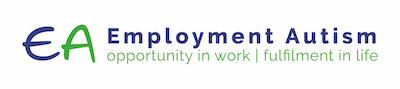 EA Employment Autism
opportunity in work | fulfilment in life